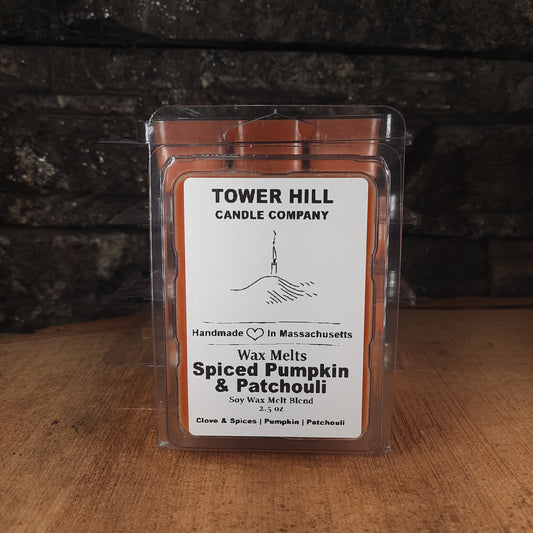 TOWER HILL
CANDLE COMPANY
Handmade In Massachusetts
Wax Melts
Spiced Pumpkin
& Patchouli
Soy Wax Melt Blend
2.5 oz
Clove & Spices | Pumpkin | Patchouli